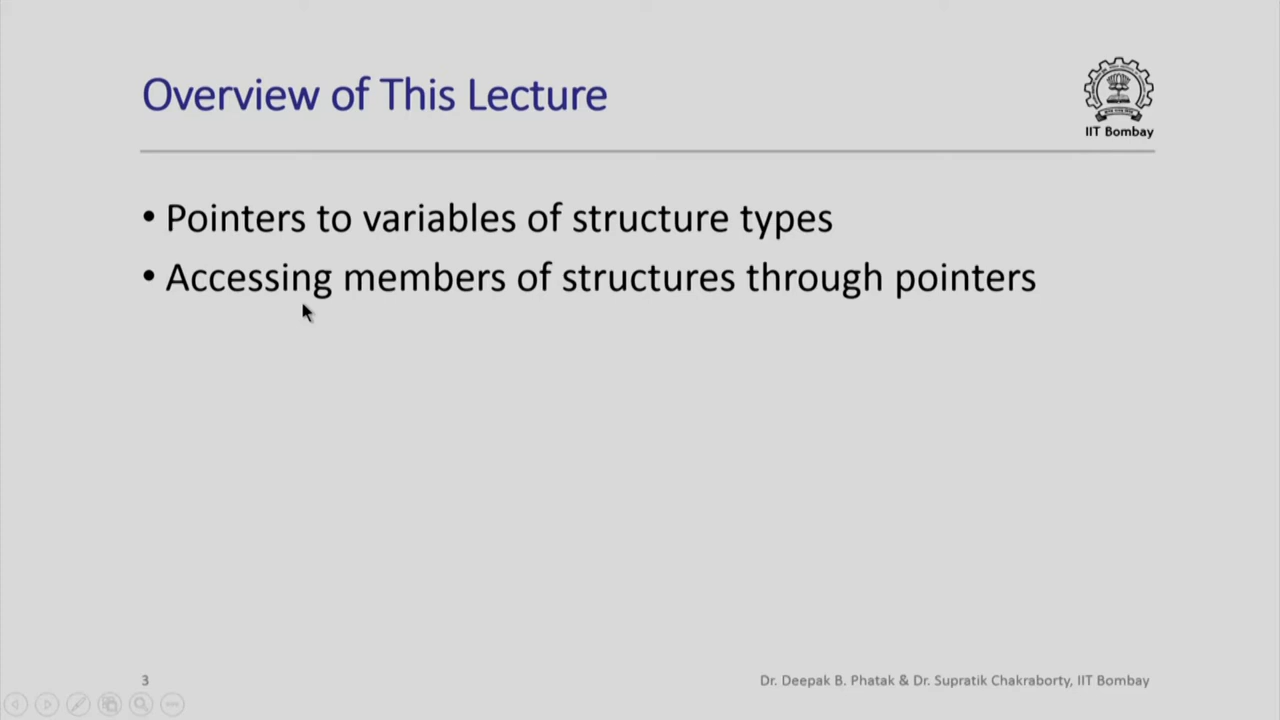 Overview of This Lecture
IIT Bombay
• Pointers to variables of structure types
• Accessing members of structures through pointers
3
Dr. Deepak B. Phatak & Dr. Supratik Chakraborty, IIT Bombay